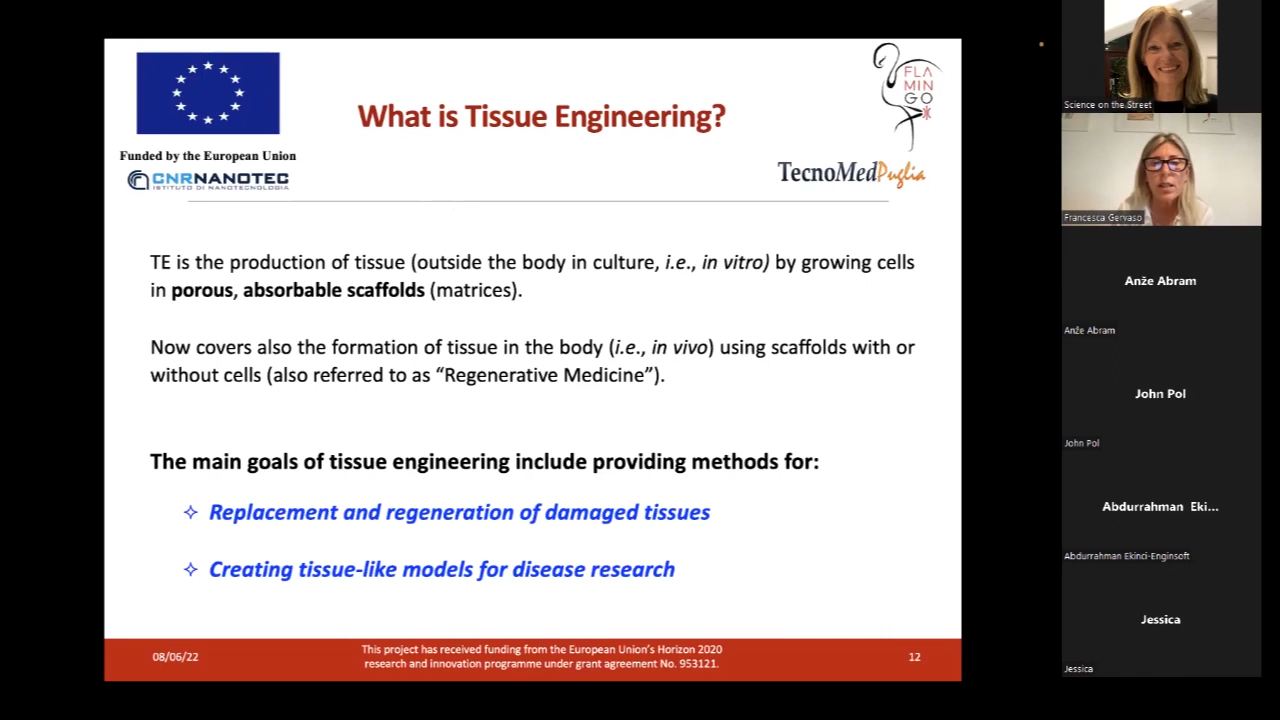 What is Tissue Engineering?
FLA
MIN
GO
Funded by the European Union
CNRNANOTEC
ISTITUTO DI NANOTECNOLOGIA
TecnoMedPuglia
TE is the production of tissue (outside the body in culture, i.e., in vitro) by growing cells
in porous, absorbable scaffolds (matrices).
Now covers also the formation of tissue in the body (i.e., in vivo) using scaffolds with or
without cells (also referred to as “Regenerative Medicine”).
The main goals of tissue engineering include providing methods for:
✧ Replacement and regeneration of damaged tissues
✧ Creating tissue-like models for disease research
08/06/22
This project has received funding from the European Union’s Horizon 2020
research and innovation programme under grant agreement No. 953121.
12
Science on the Street
Francesca Gervaso
Anže Abram
Anže Abram
John Pol
John Pol
Abdurrahman Eki...
Abdurrahman Ekinci-Enginsoft
Jessica
Jessica